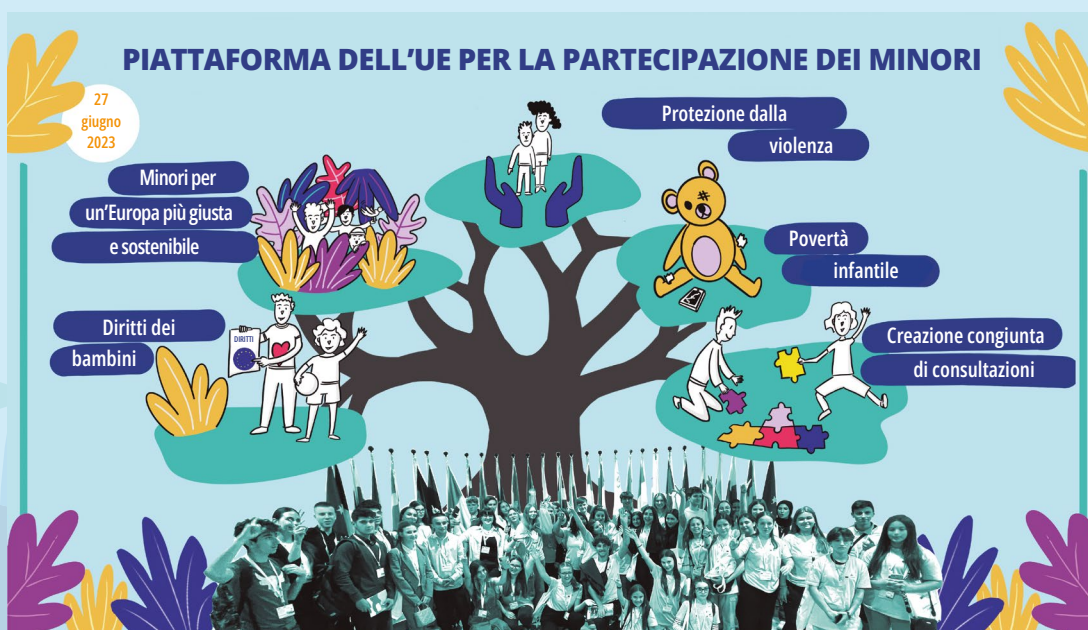 PIATTAFORMA DELL'UE PER LA PARTECIPAZIONE DEI MINORI
27
giugno
2023
Minori per
un'Europa più giusta
e sostenibile
Diritti dei
bambini
DIRITTI
Protezione dalla
violenza
Povertà
infantile
Creazione congiunta
di consultazioni